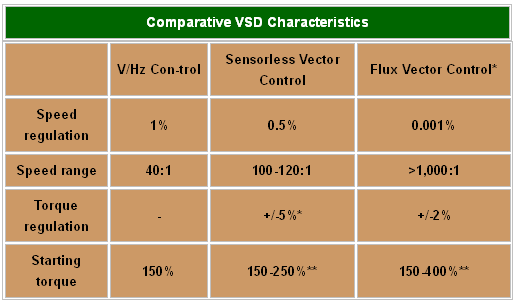 Comparative VSD Characteristics
V/Hz Con-trol
Sensorless Vector
Control
Flux Vector Control*
Speed
regulation
1%
0.5%
0.001%
Speed range
40:1
100-120:1
>1,000:1
Torque
regulation
-
+/-5%*
+/-2%
Starting
torque
150%
150-250%**
150-400%**